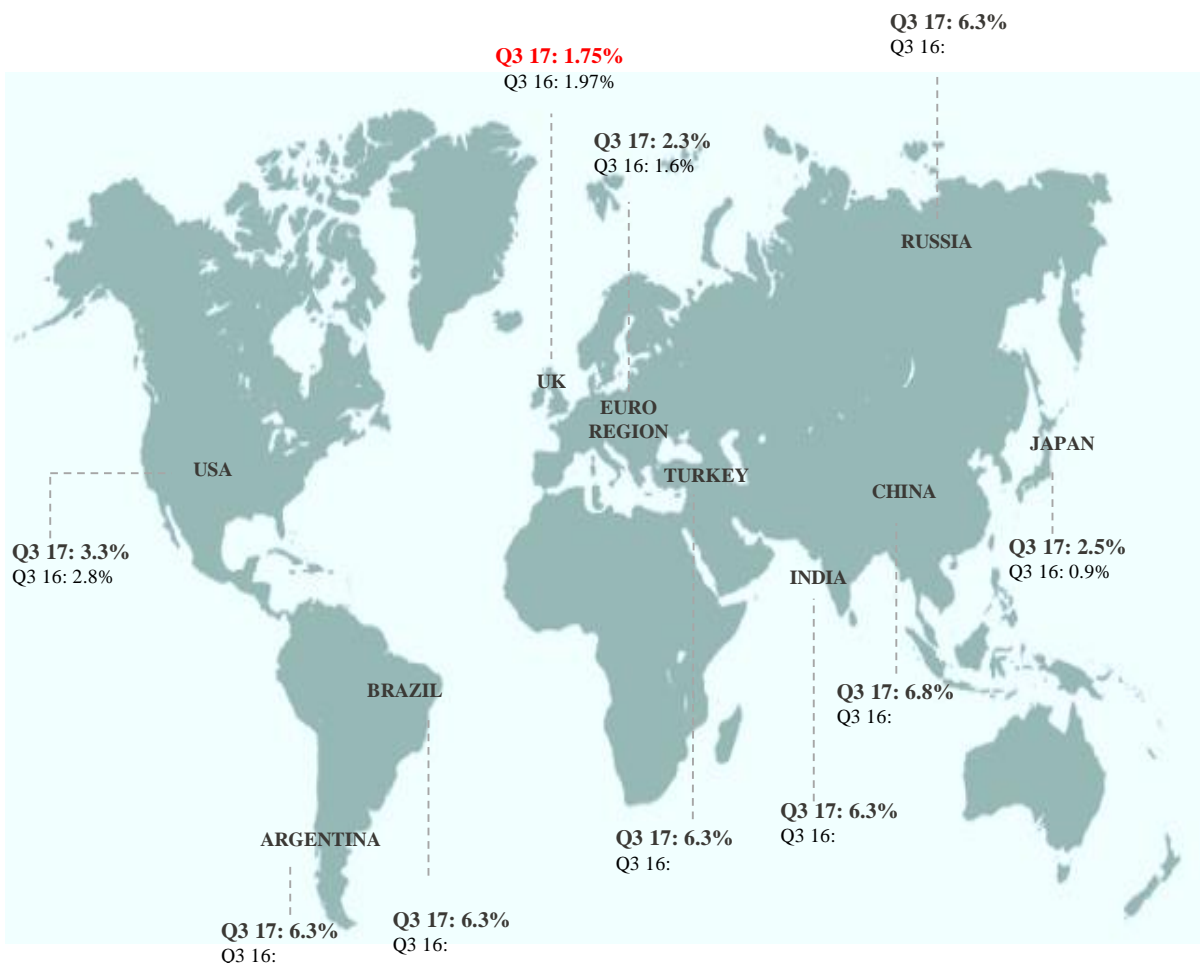 Q3 17: 6.3%
Q3 16:
Q3 17: 1.75%
Q3 16: 1.97%
Q3 17: 2.3%
Q3 16: 1.6%
RUSSIA
UK
EURO
REGION
JAPAN
USA
TURKEY
CHINA
Q3 17: 3.3%
Q3 16: 2.8%
Q3 17: 2.5%
Q3 16: 0.9%
INDIA
BRAZIL
Q3 17: 6.8%
Q3 16:
Q3 17: 6.3%
Q3 16:
ARGENTINA
Q3 17: 6.3%
Q3 16:
Q3 17: 6.3%
Q3 16:
Q3 17: 6.3%
Q3 16: